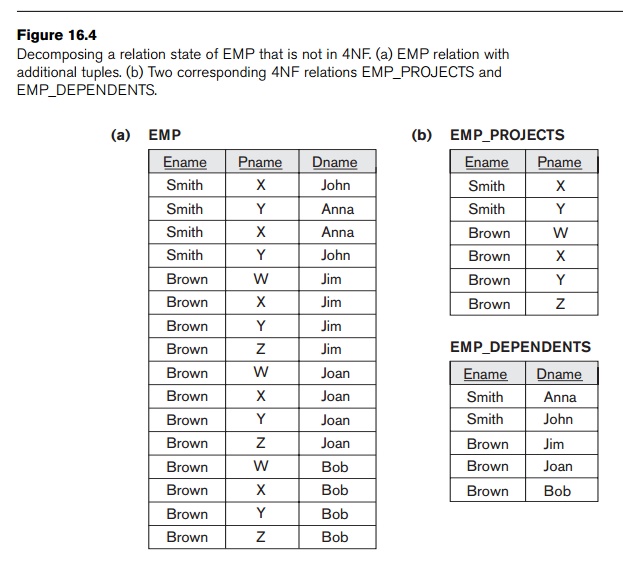 Figure 16.4
Decomposing a relation state of EMP that is not in 4NF. (a) EMP relation with
additional tuples. (b) Two corresponding 4NF relations EMP_PROJECTS and
EMP_DEPENDENTS.
(a) EMP
Ename Pname Dname
Smith X John
Smith Y Anna
Smith X Anna
Smith Y John
Brown W Jim
Brown X Jim
Brown Y Jim
Brown Z Jim
Brown W Joan
Brown X Joan
Brown Y Joan
Brown Z Joan
Brown W Bob
Brown X Bob
Brown Y Bob
Brown Z Bob
(b) EMP_PROJECTS
Ename Pname
Smith X
Smith Y
Brown W
Brown X
Brown Y
Brown Z
EMP_DEPENDENTS
Ename Dname
Smith Anna
Smith John
Brown Jim
Brown Joan
Brown Bob